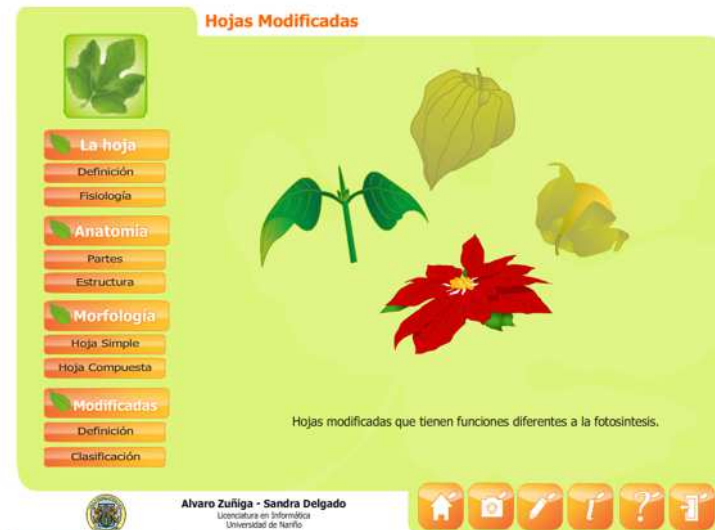 Hojas Modificadas
La hoja
Definición
Fisiología
Anatomía
Partes
Estructura
Morfología
Hoja Simple
Hoja Compuesta
Modificadas
Definición
Clasificación
Hojas modificadas que tienen funciones diferentes a la fotosintesis.
Alvaro Zuñiga - Sandra Delgado
Licenciatura en Informática
Universidad de Nariño